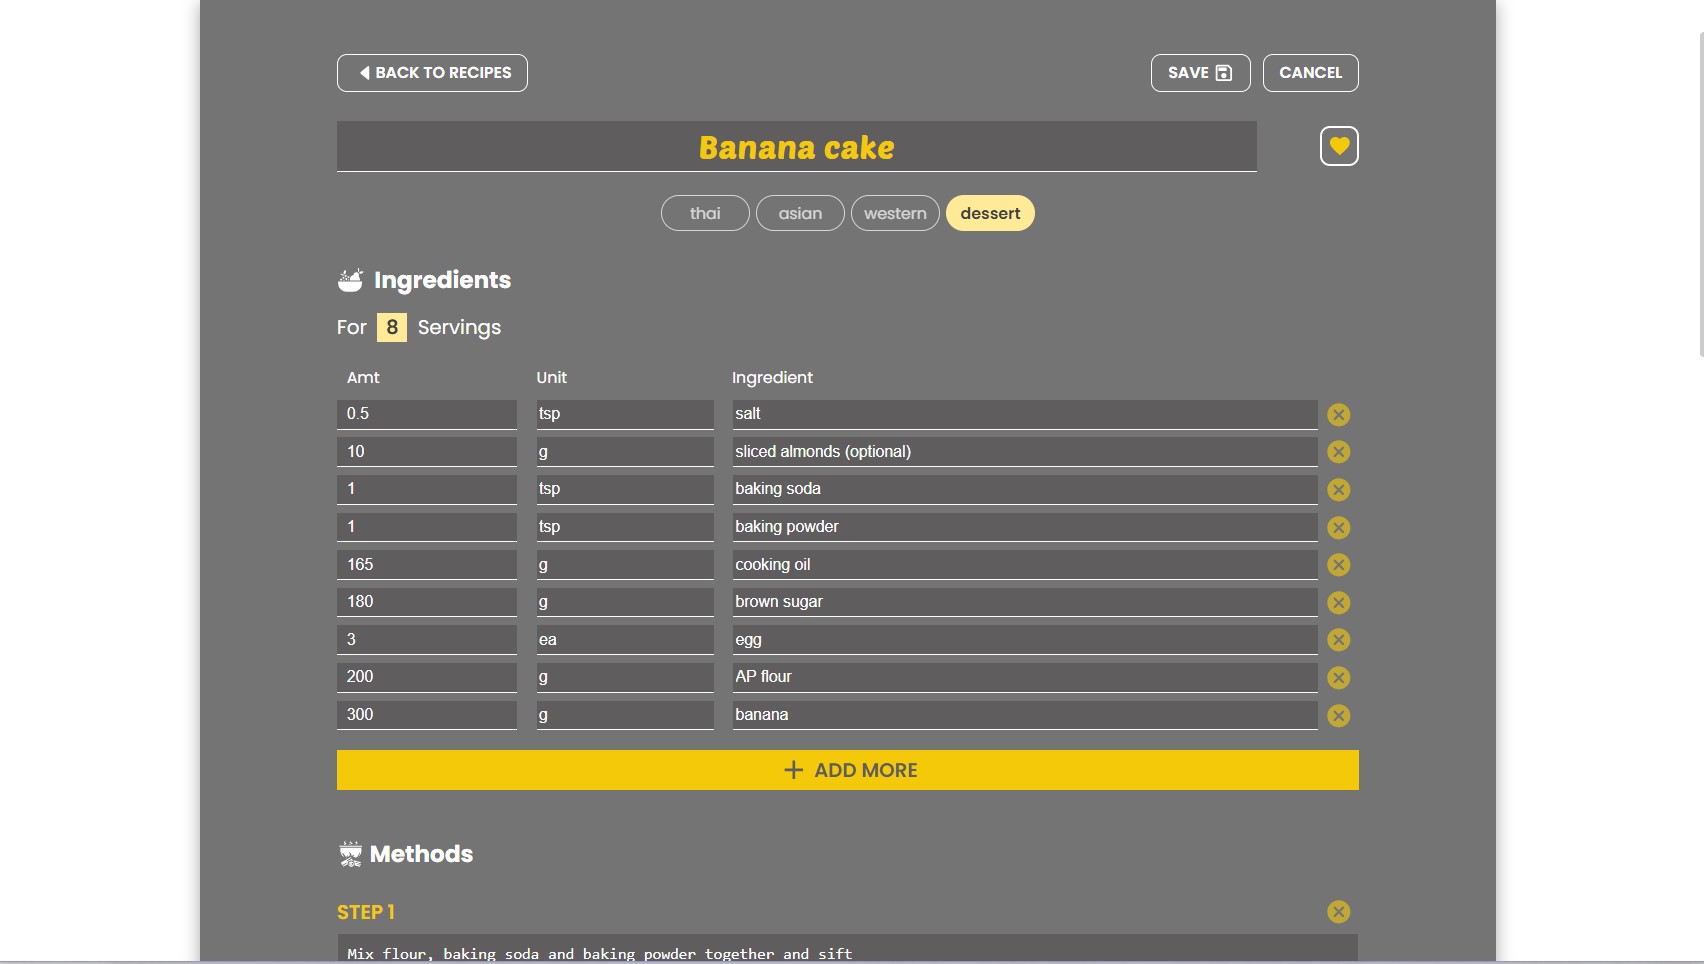 BACK TO RECIPES
SAVE
CANCEL
Banana cake
thai asian western dessert
Ingredients
For 8 Servings
Amt Unit Ingredient
0.5 tsp salt
10 g sliced almonds (optional)
1 tsp baking soda
1 tsp baking powder
165 g cooking oil
180 g brown sugar
3 ea egg
200 g AP flour
300 g banana
ADD MORE
Methods
STEP 1
Mix flour, baking soda and baking powder together and sift